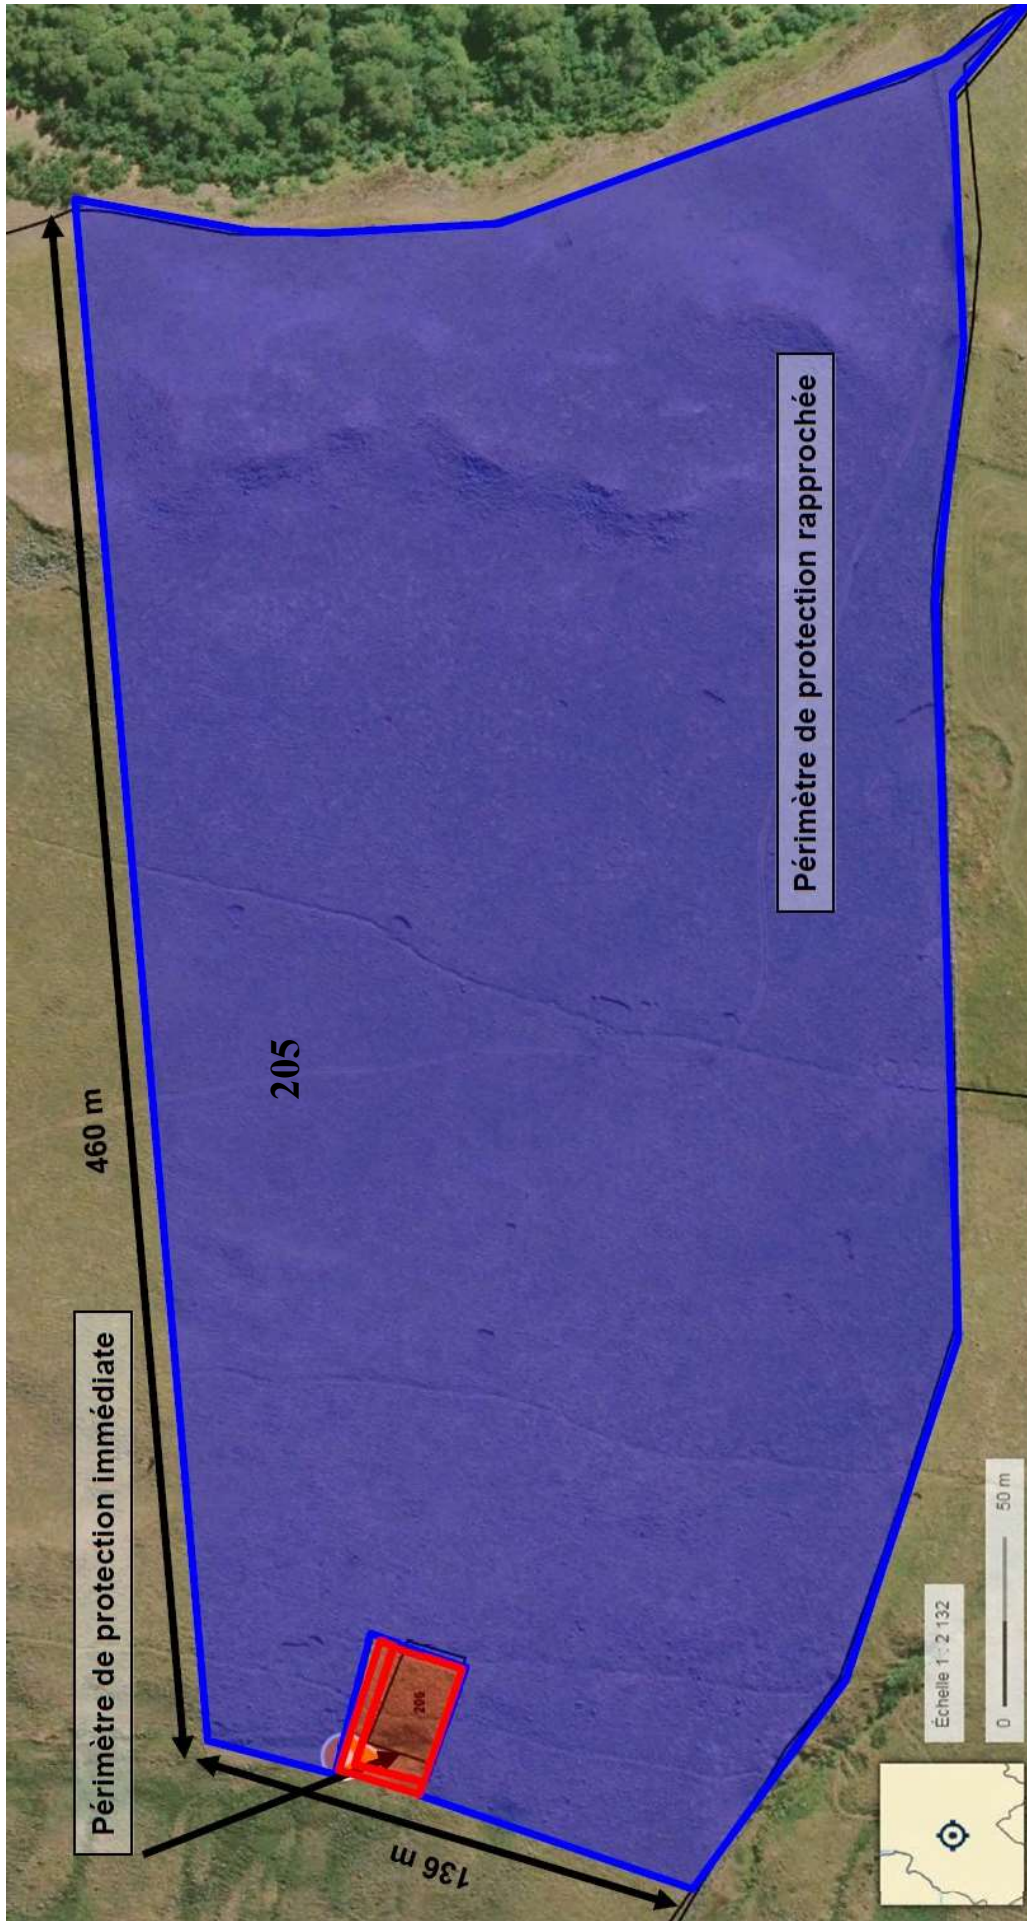 Périmètre de protection immédiate
460 m
136 m
205
206
Périmètre de protection rapprochée
Échelle 1 : 2 132
0 50 m